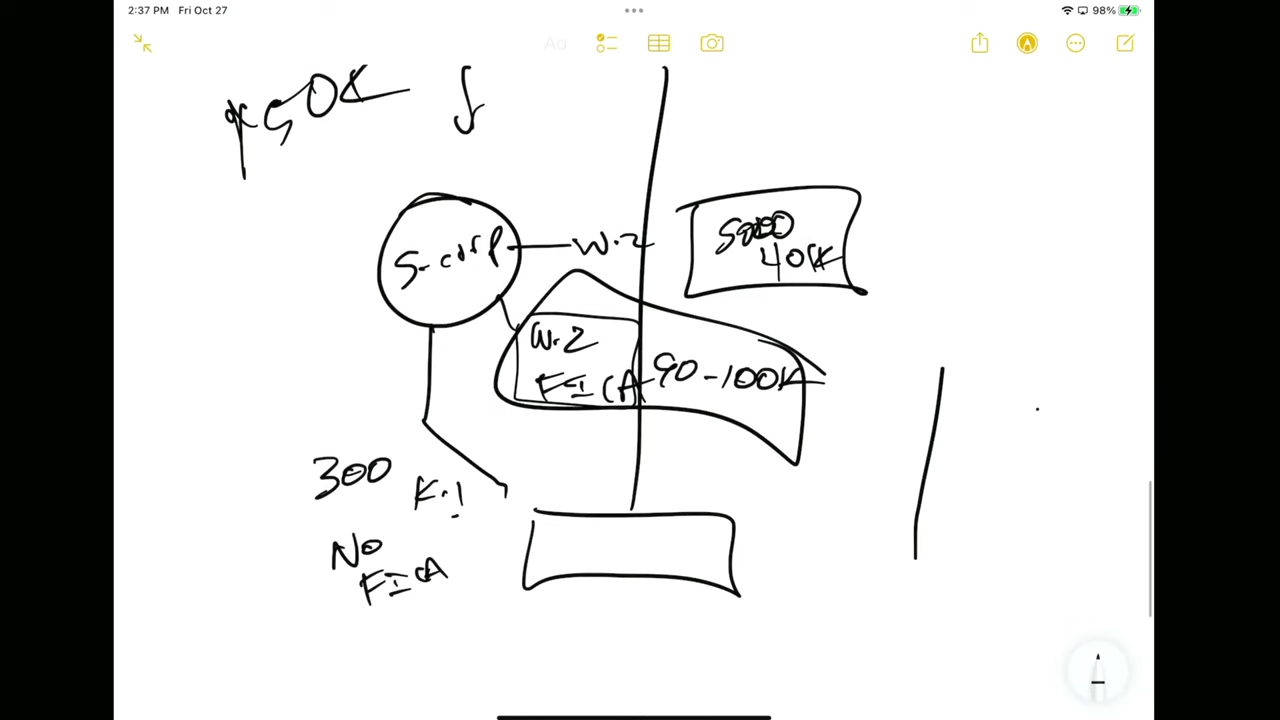 2:37 PM Fri Oct 27
98%
Aa
50K
S-corp
W-2
Solo
401K
W-2
FICA
90-100K
300
K-1
No
FICA